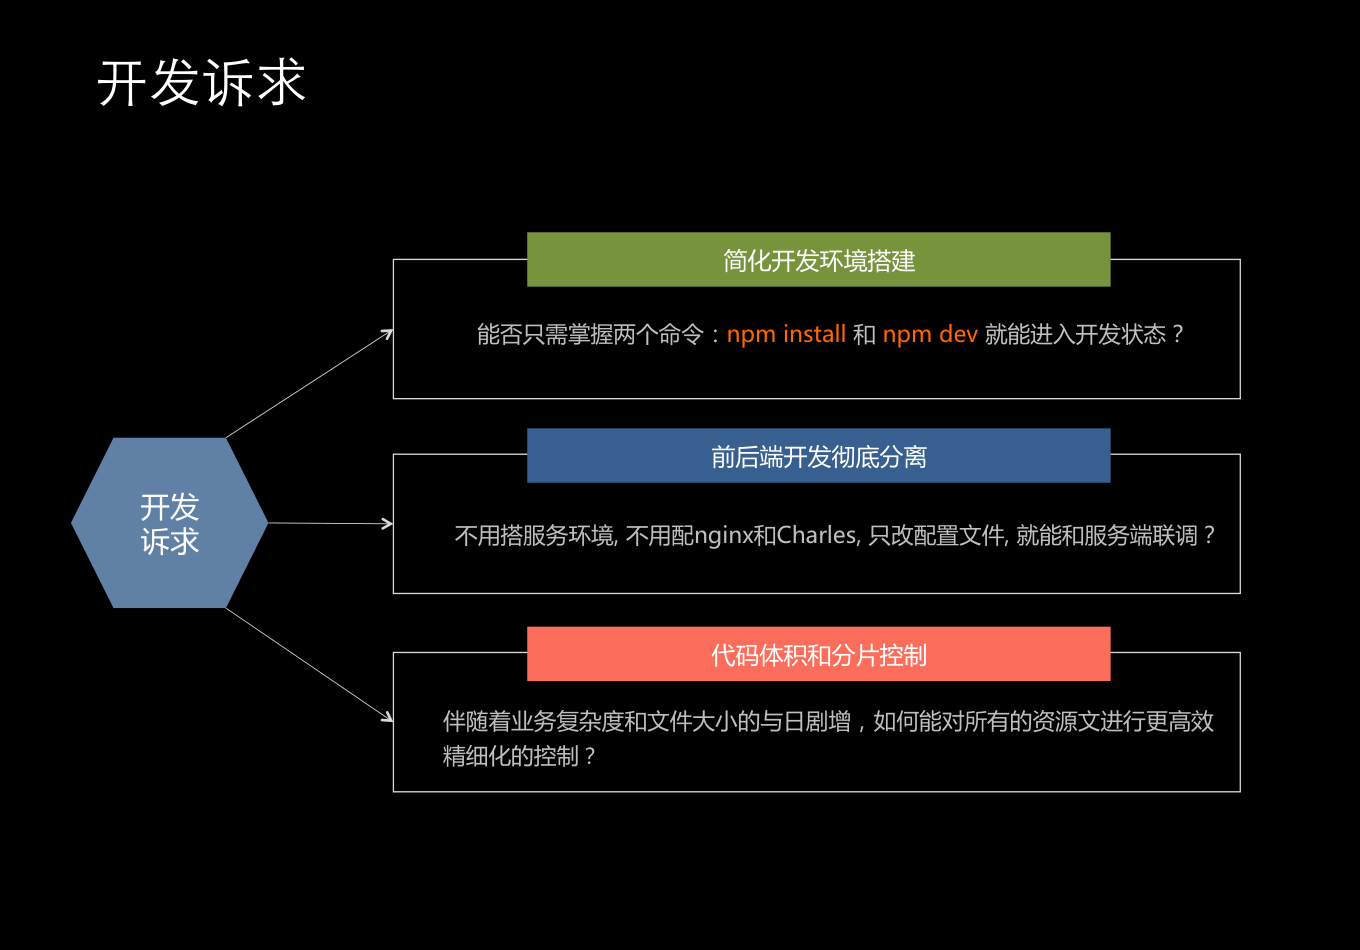 开发诉求
简化开发环境搭建
能否只需掌握两个命令：npm install 和 npm dev 就能进入开发状态？
前后端开发彻底分离
开发
诉求
不用搭服务环境, 不用配nginx和Charles, 只改配置文件, 就能和服务端联调？
代码体积和分片控制
伴随着业务复杂度和文件大小的与日剧增，如何能对所有的资源文进行更高效
精细化的控制？